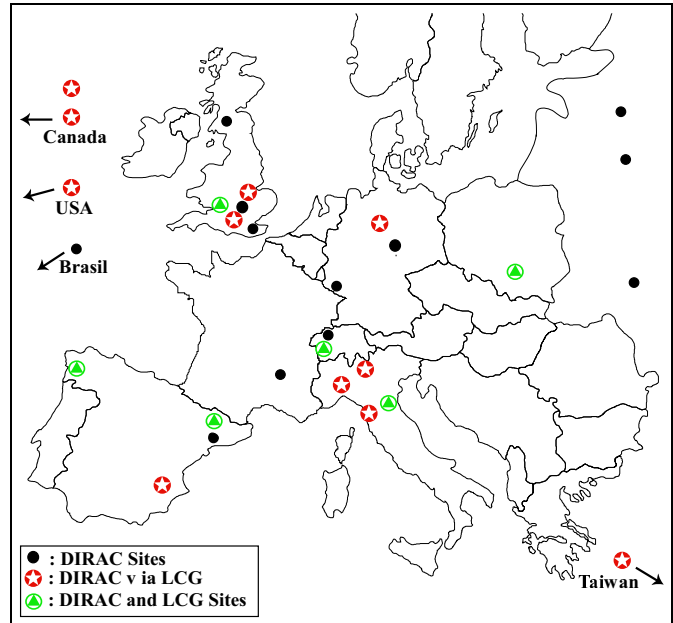 Canada
USA
Brasil
: DIRAC Sites
: DIRAC v ia LCG
: DIRAC and LCG Sites
Taiwan